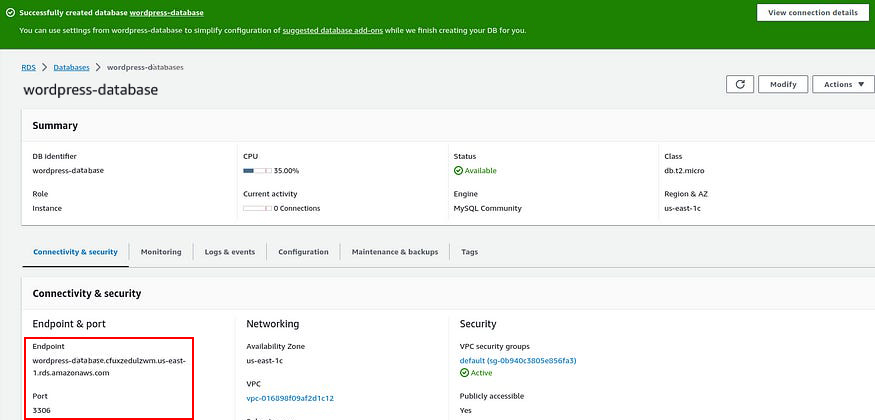 Successfully created database wordpress-database
View connection details
You can use settings from wordpress-database to simplify configuration of suggested database add-ons while we finish creating your DB for you.
RDS > Databases > wordpress-databases
wordpress-database
Modify
Actions
Summary
DB identifier
CPU
Status
Class
wordpress-database
35.00%
Available
db.t2.micro
Role
Current activity
Engine
Region & AZ
Instance
0 Connections
MySQL Community
us-east-1c
Connectivity & security
Monitoring
Logs & events
Configuration
Maintenance & backups
Tags
Connectivity & security
Endpoint & port
Networking
Security
Endpoint
wordpress-database.cfuxzedulzwm.us-east-
1.rds.amazonaws.com
Port
3306
Availability Zone
us-east-1c
VPC
vpc-016898f09af2d1c12
VPC security groups
default (sg-0b940c3805e856fa3)
Active
Publicly accessible
Yes